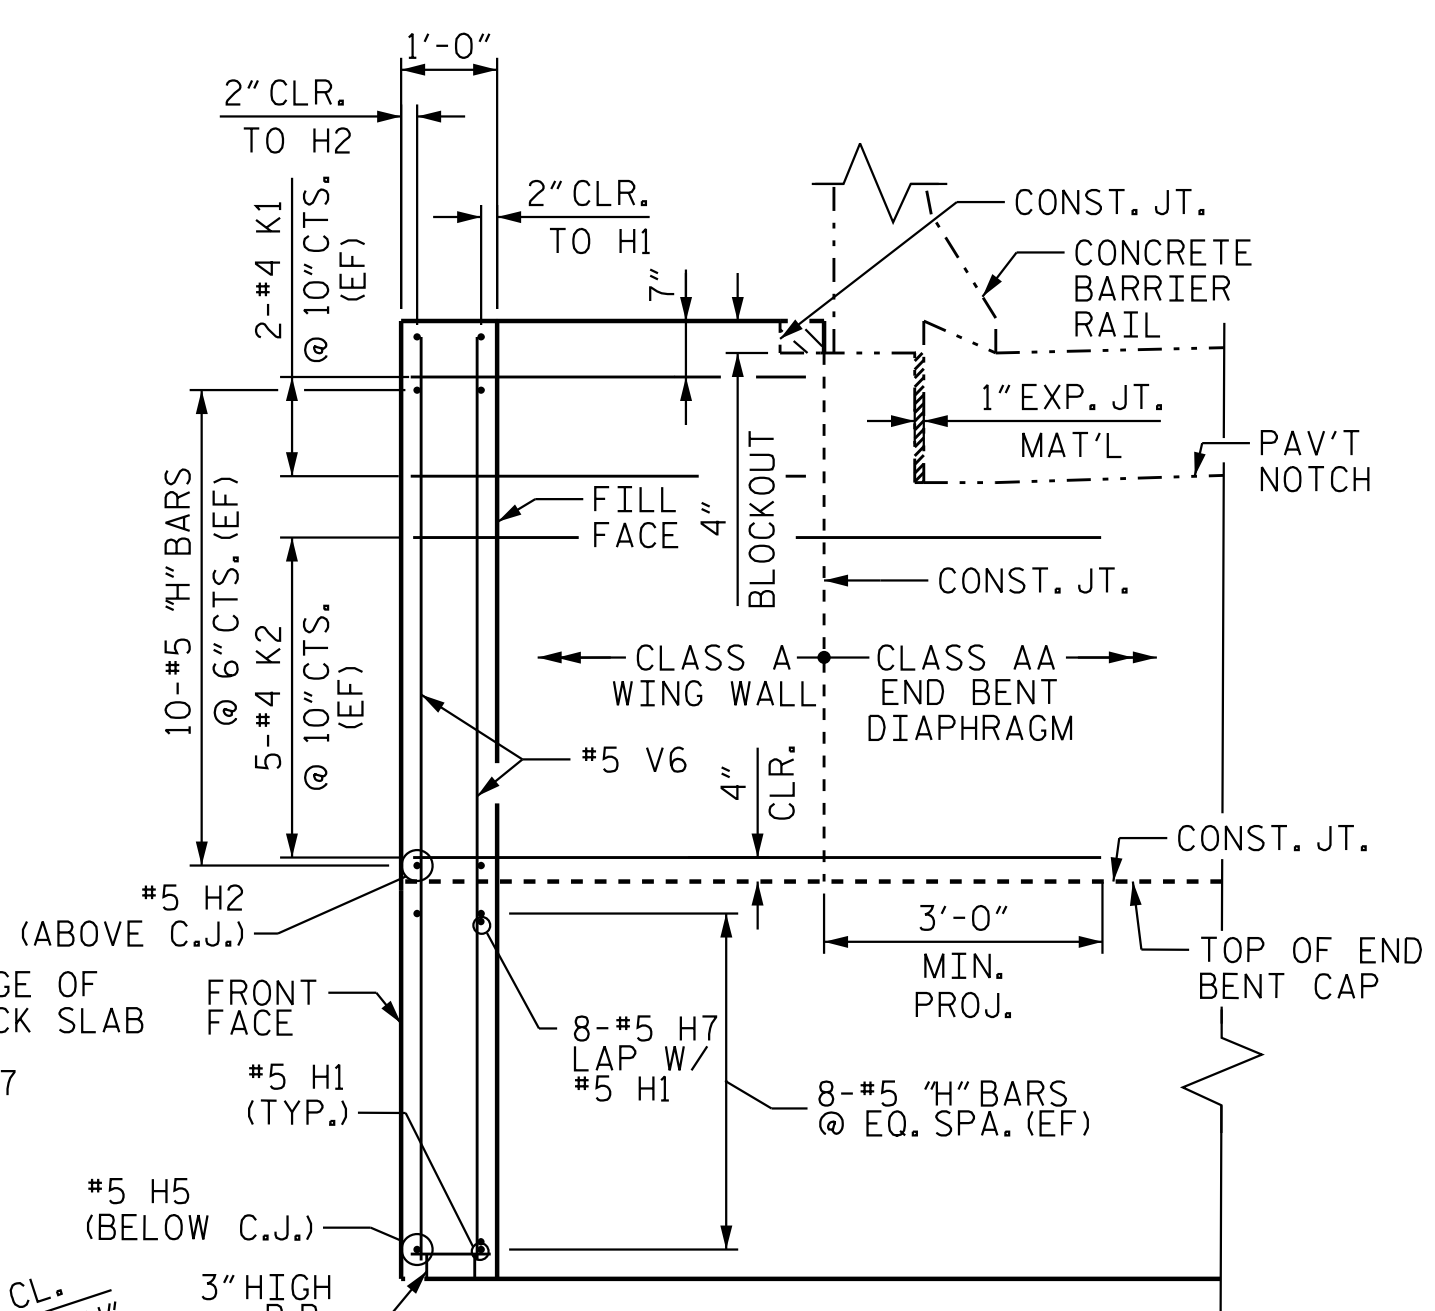 1'-0"
2" CLR.
TO H2
2" CLR.
TO H1
2-#4 K1
@ 10" CTS.
(EF)
7"
CONST. JT.
CONCRETE
BARRIER
RAIL
1" EXP. JT.
MAT'L
PAV'T
NOTCH
FILL
FACE
4"
BLOCKOUT
10-#5 "H" BARS
@ 6" CTS. (EF)
5-#4 K2
@ 10" CTS.
(EF)
CONST. JT.
CLASS A
WING WALL
CLASS AA
END BENT
DIAPHRAGM
#5 V6
4"
CLR.
CONST. JT.
#5 H2
(ABOVE C.J.)
3'-0"
MIN.
PROJ.
TOP OF END
BENT CAP
GE OF
CK SLAB
FRONT
FACE
8-#5 H7
LAP W/
#5 H1
7
#5 H1
(TYP.)
8-#5 "H" BARS
@ EQ. SPA. (EF)
#5 H5
(BELOW C.J.)
CL.
3" HIGH